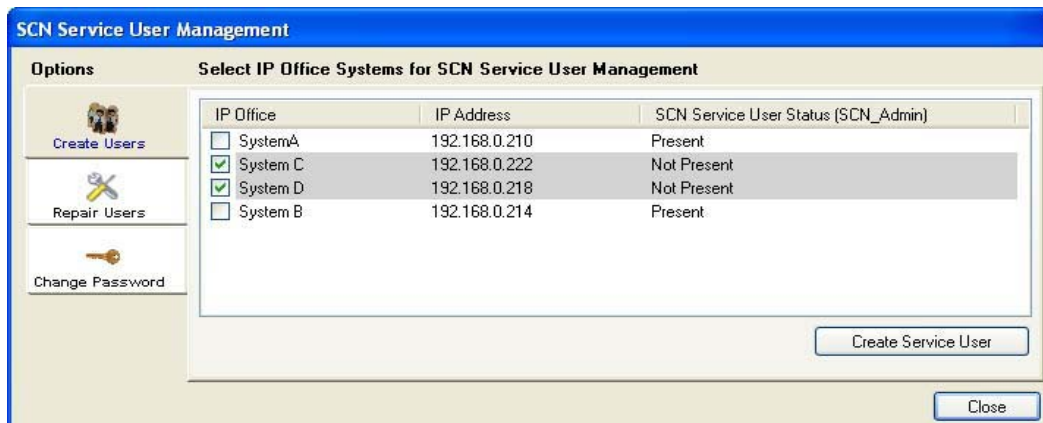 SCN Service User Management
Options
Select IP Office Systems for SCN Service User Management
Create Users
Repair Users
Change Password
IP Office IP Address SCN Service User Status (SCN_Admin)
SystemA 192.168.0.210 Present
System C 192.168.0.222 Not Present
System D 192.168.0.218 Not Present
System B 192.168.0.214 Present
Create Service User
Close